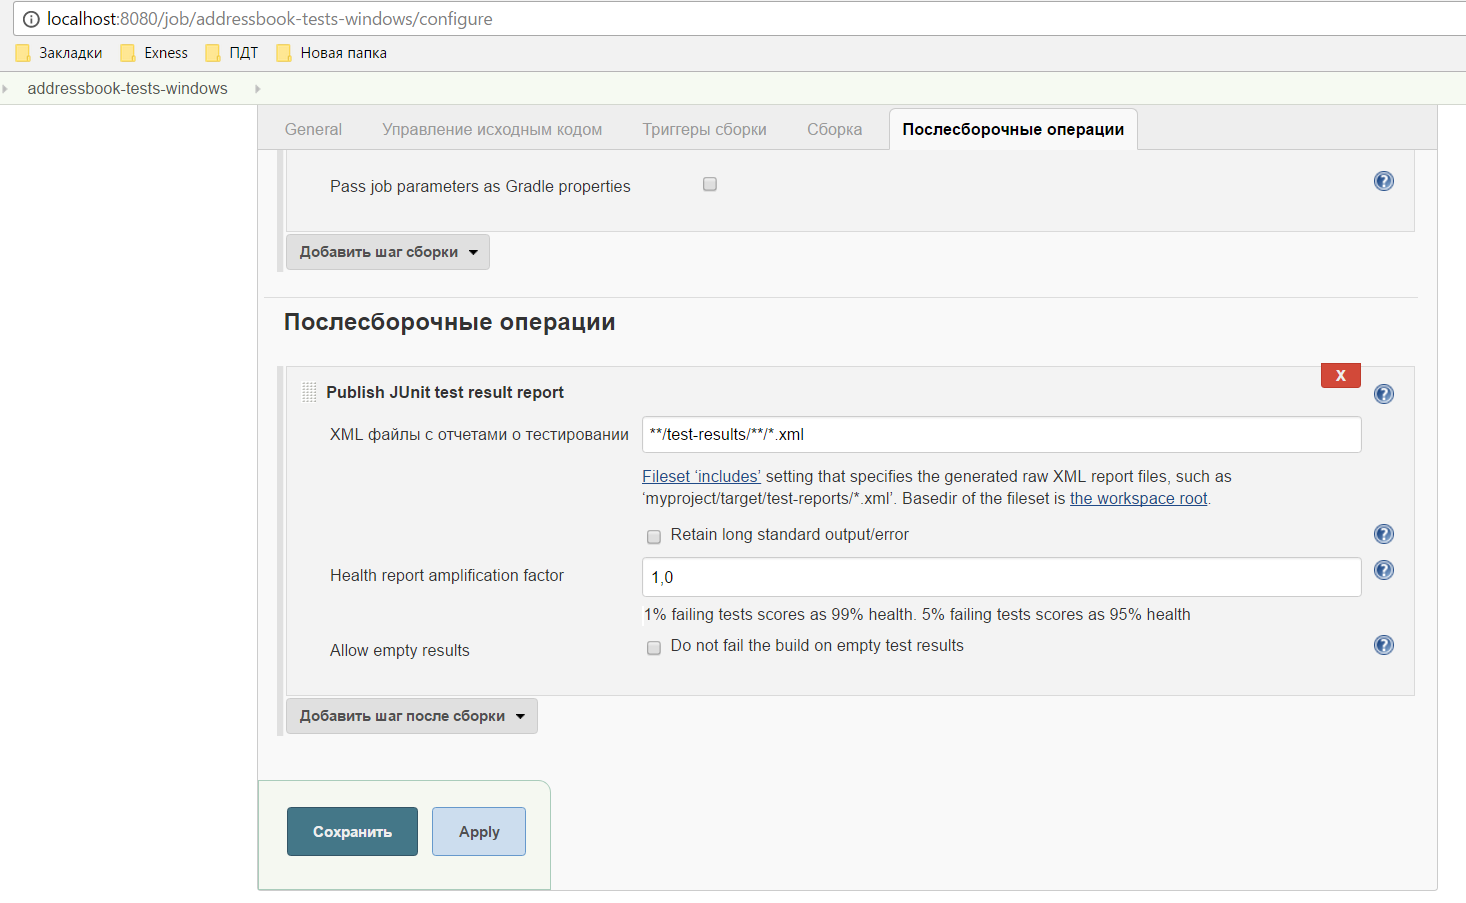 localhost:8080/job/addressbook-tests-windows/configure
Закладки Exness ПДТ Новая папка
addressbook-tests-windows
General Управление исходным кодом Триггеры сборки Сборка Послесборочные операции
Pass job parameters as Gradle properties
Добавить шаг сборки
Послесборочные операции
X
Publish JUnit test result report
XML файлы с отчетами о тестировании **/test-results/**/*.xml
Fileset ‘includes’ setting that specifies the generated raw XML report files, such as
‘myproject/target/test-reports/*.xml’. Basedir of the fileset is the workspace root.
Retain long standard output/error
Health report amplification factor 1,0
1% failing tests scores as 99% health. 5% failing tests scores as 95% health
Allow empty results Do not fail the build on empty test results
Добавить шаг после сборки
Сохранить Apply